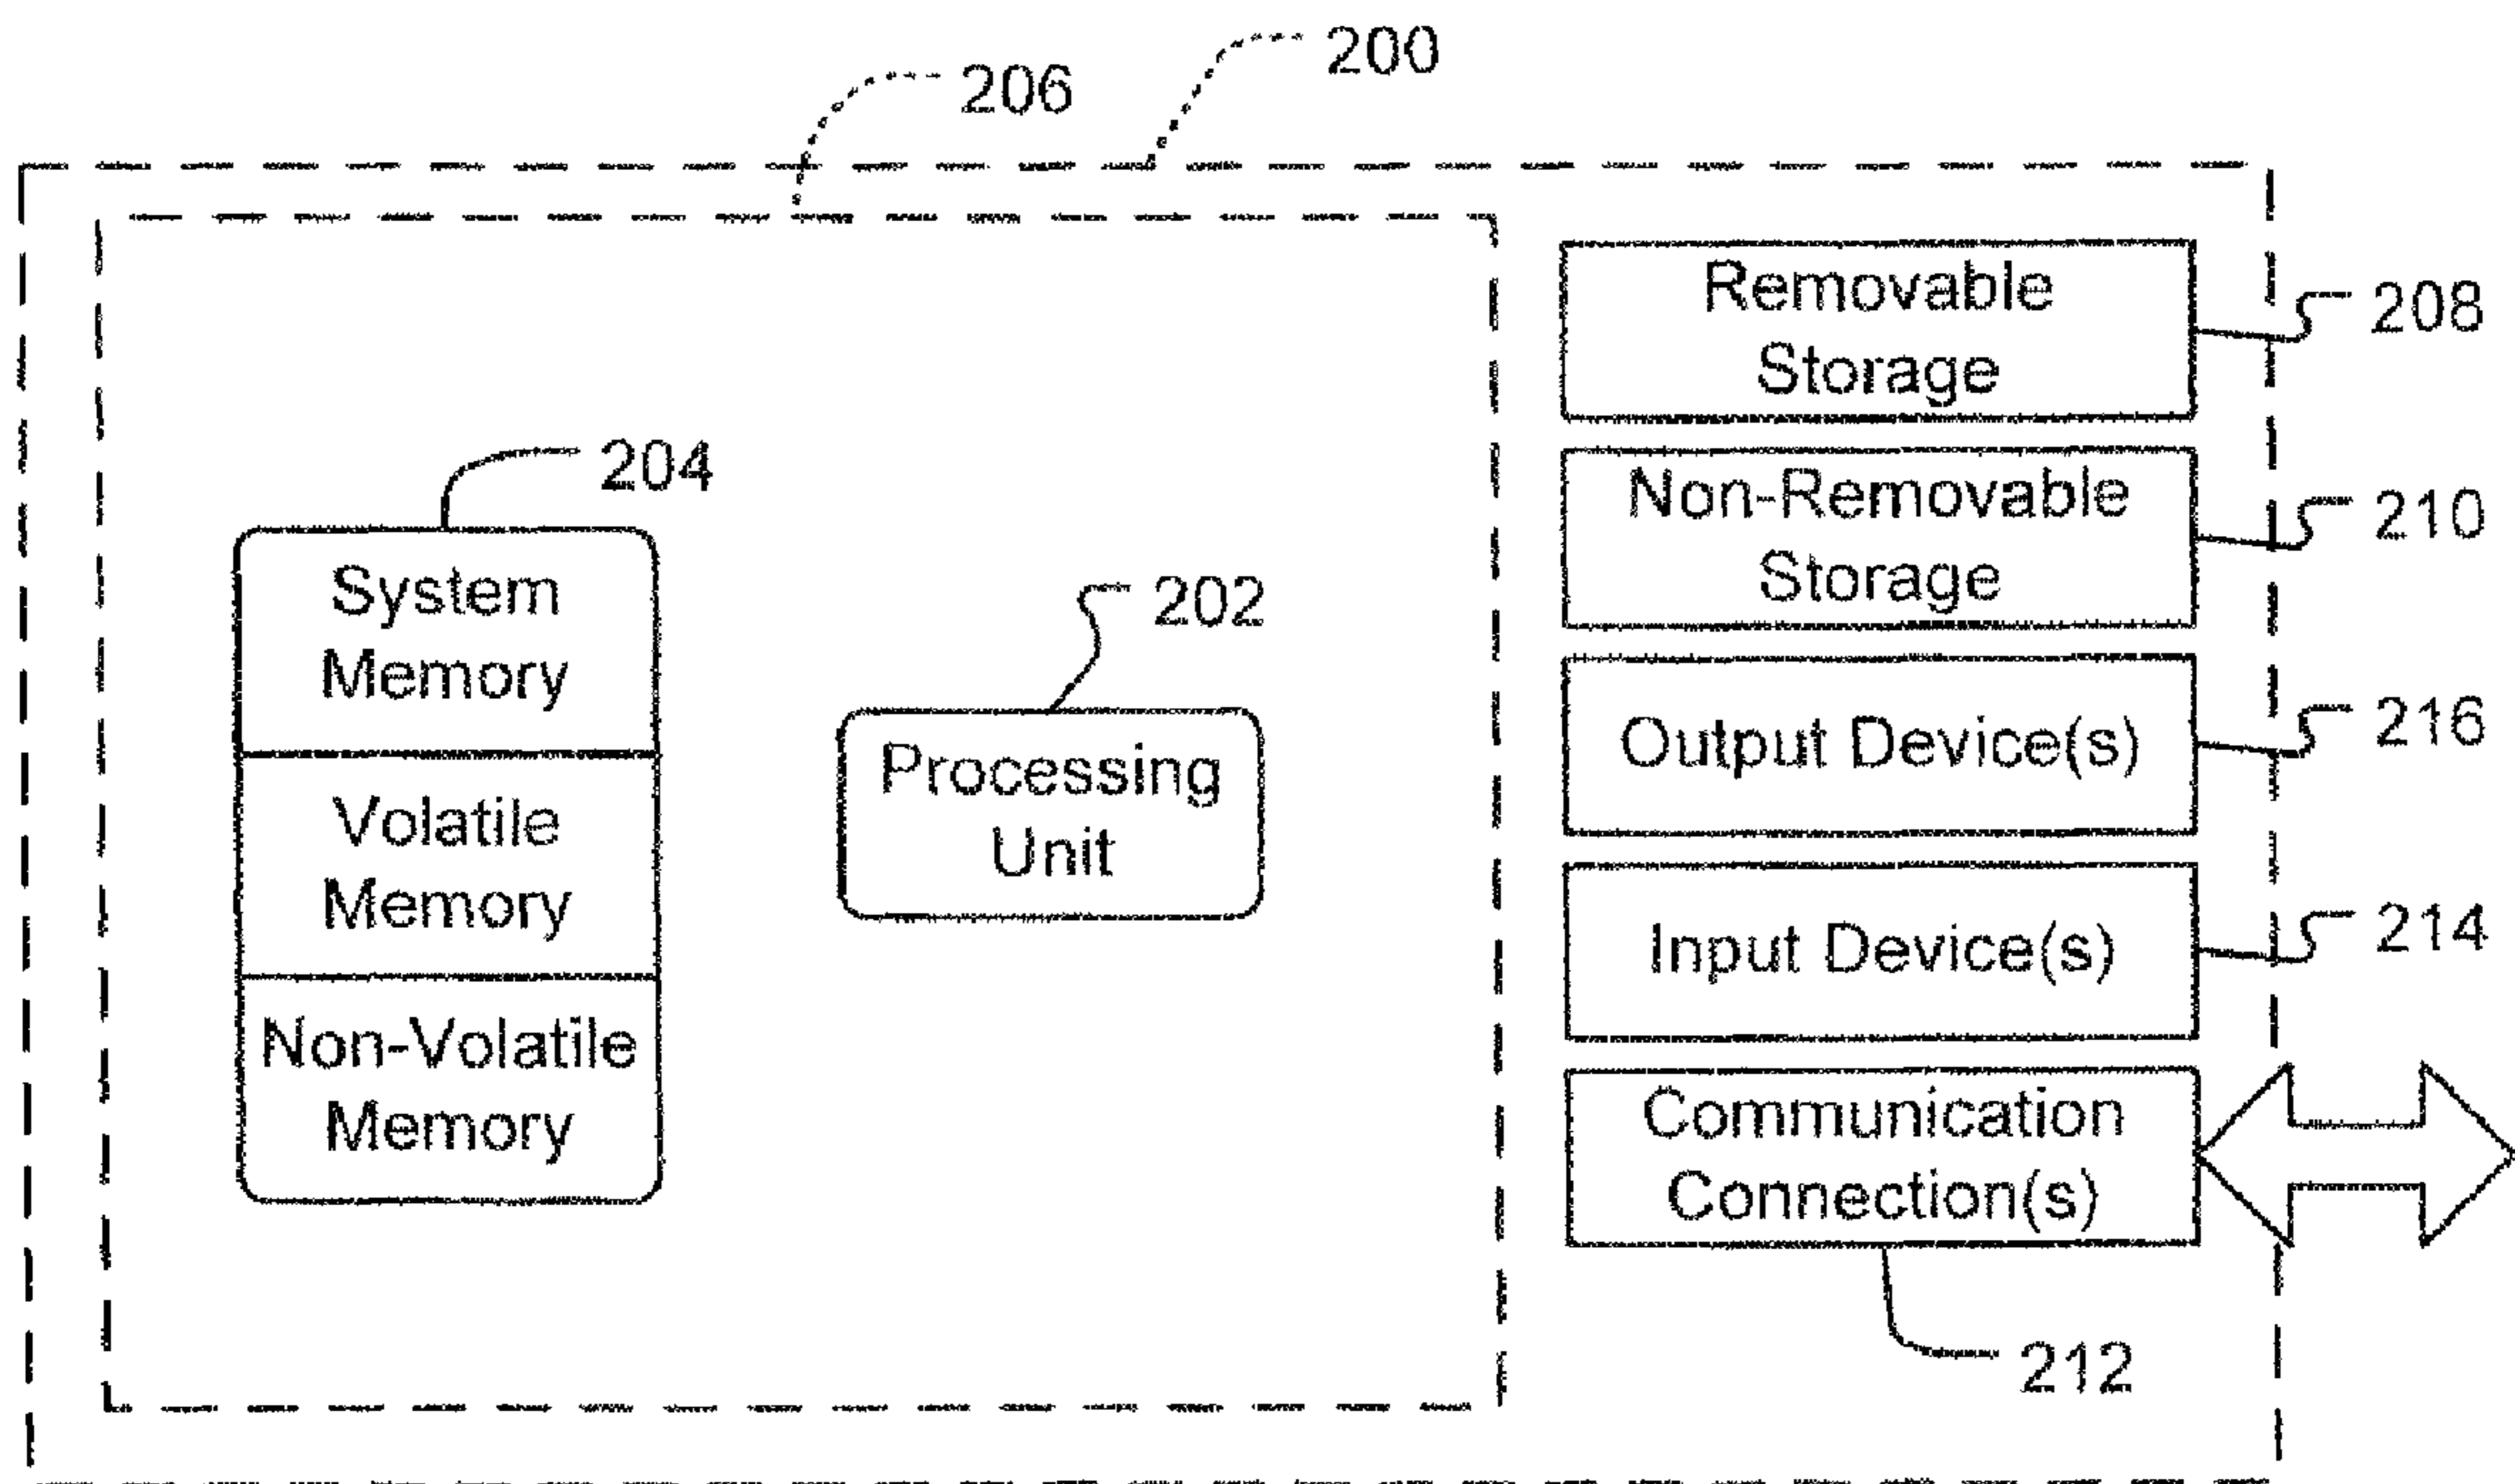 200
206
Removable
Storage
208
204
Non-Removable
Storage
210
System
Memory
202
Processing
Unit
Output Device(s)
216
Volatile
Memory
Input Device(s)
214
Non-Volatile
Memory
Communication
Connection(s)
212